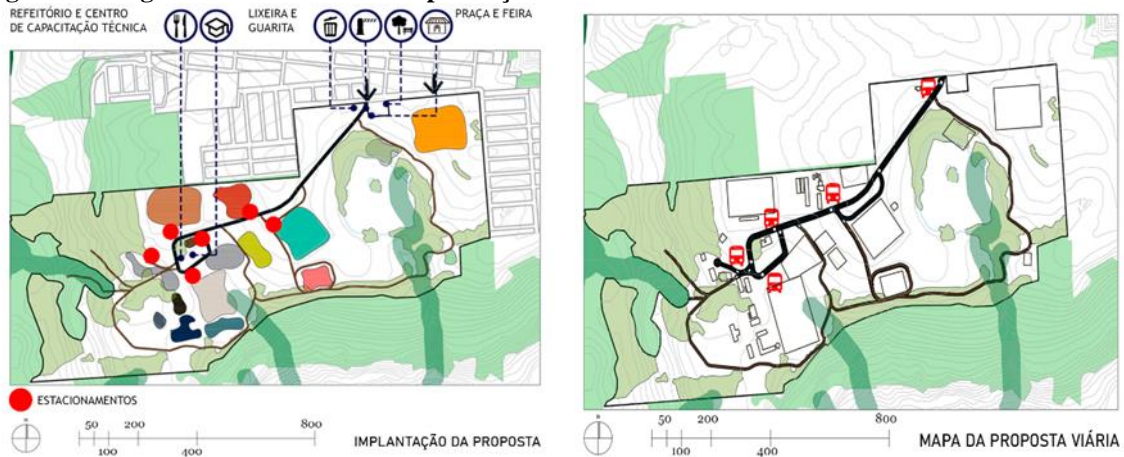 REFEITÓRIO E CENTRO
DE CAPACITAÇÃO TÉCNICA
LIXEIRA E
GUARITA
PRAÇA E FEIRA
ESTACIONAMENTOS
50 200 800
100 400
IMPLANTAÇÃO DA PROPOSTA
50 200 800
100 400
MAPA DA PROPOSTA VIÁRIA